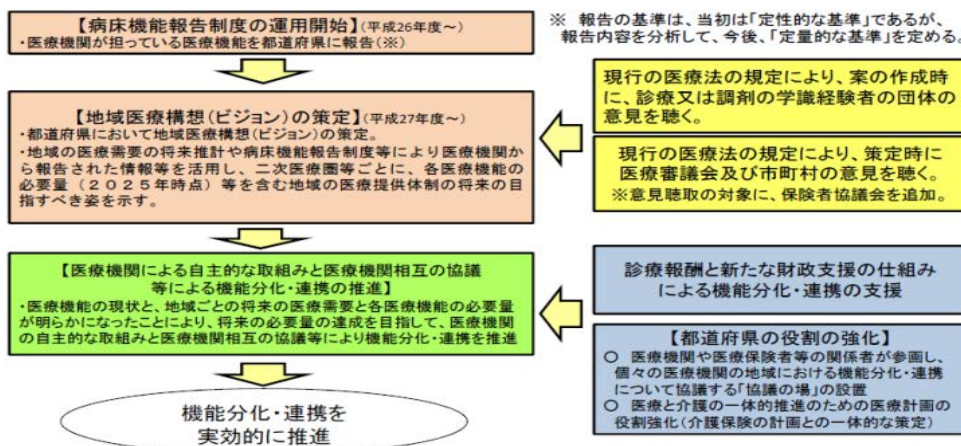 【病床機能報告制度の運用開始】(平成26年度～)
・医療機関が担っている医療機能を都道府県に報告(※)
※ 報告の基準は、当初は「定性的な基準」であるが、
報告内容を分析して、今後、「定量的な基準」を定める。
【地域医療構想(ビジョン)の策定】(平成27年度～)
・都道府県において地域医療構想(ビジョン)の策定。
・地域の医療需要の将来推計や病床機能報告制度等により医療機関か
ら報告された情報等を活用し、二次医療圏等ごとに、各医療機能の
必要量(2025年時点)等を含む地域の医療提供体制の将来の目
指すべき姿を示す。
現行の医療法の規定により、案の作成時
に、診療又は調剤の学識経験者の団体の
意見を聴く。
現行の医療法の規定により、策定時に
医療審議会及び市町村の意見を聴く。
※意見聴取の対象に、保険者協議会を追加。
【医療機関による自主的な取組みと医療機関相互の協議
等による機能分化・連携の推進】
・医療機能の現状と、地域ごとの将来の医療需要と各医療機能の必要量
が明らかになったことにより、将来の必要量の達成を目指して、医療機関
の自主的な取組みと医療機関相互の協議等により機能分化・連携を推進
診療報酬と新たな財政支援の仕組み
による機能分化・連携の支援
【都道府県の役割の強化】
○ 医療機関や医療保険者等の関係者が参画し、
個々の医療機関の地域における機能分化・連携
について協議する「協議の場」の設置
○ 医療と介護の一体的推進のための医療計画の
役割強化(介護保険の計画との一体的な策定)
機能分化・連携を
実効的に推進